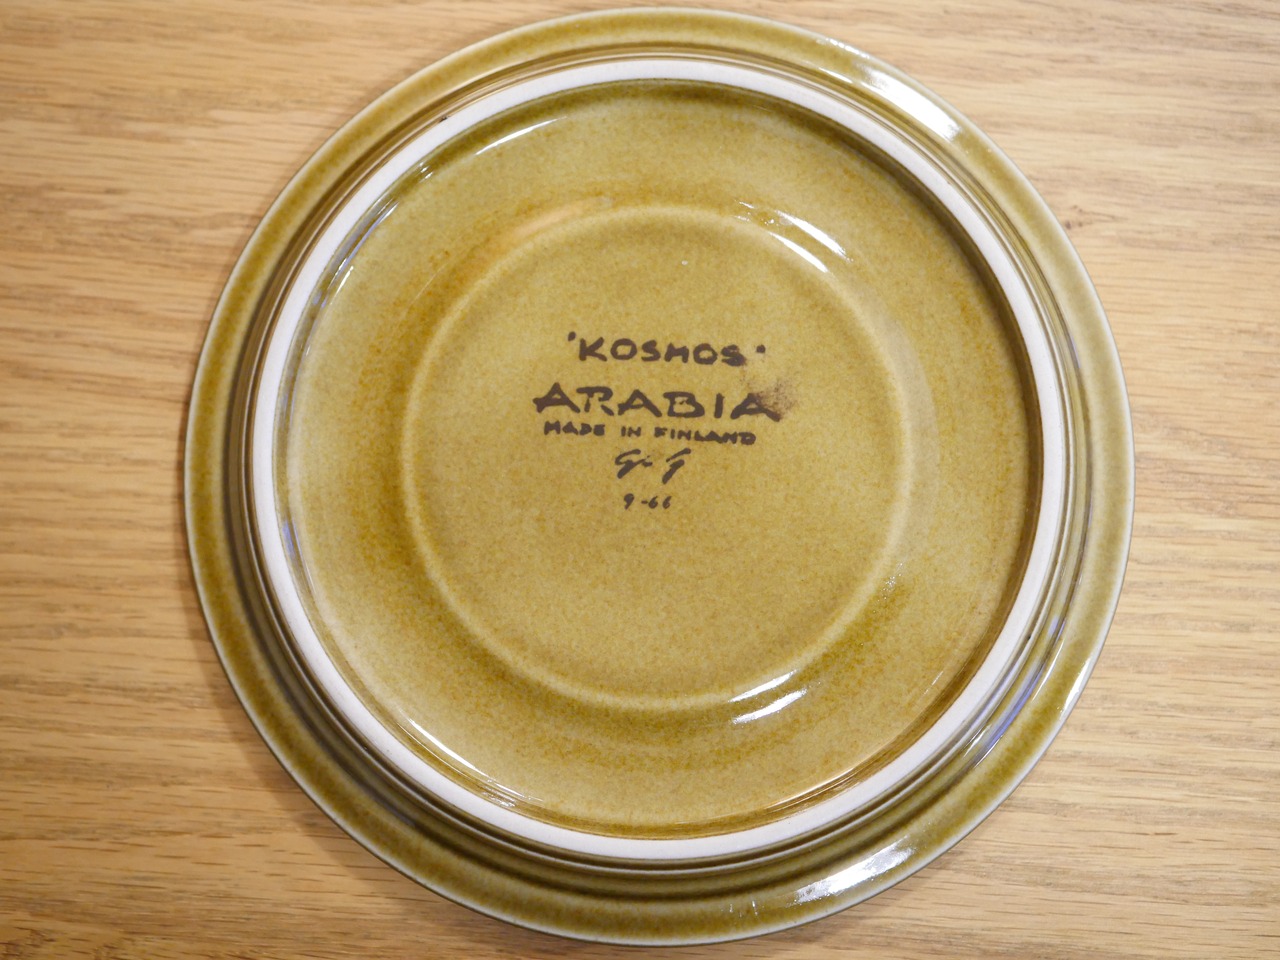 'KOSMOS'
ARABIA
MADE IN FINLAND
9-66